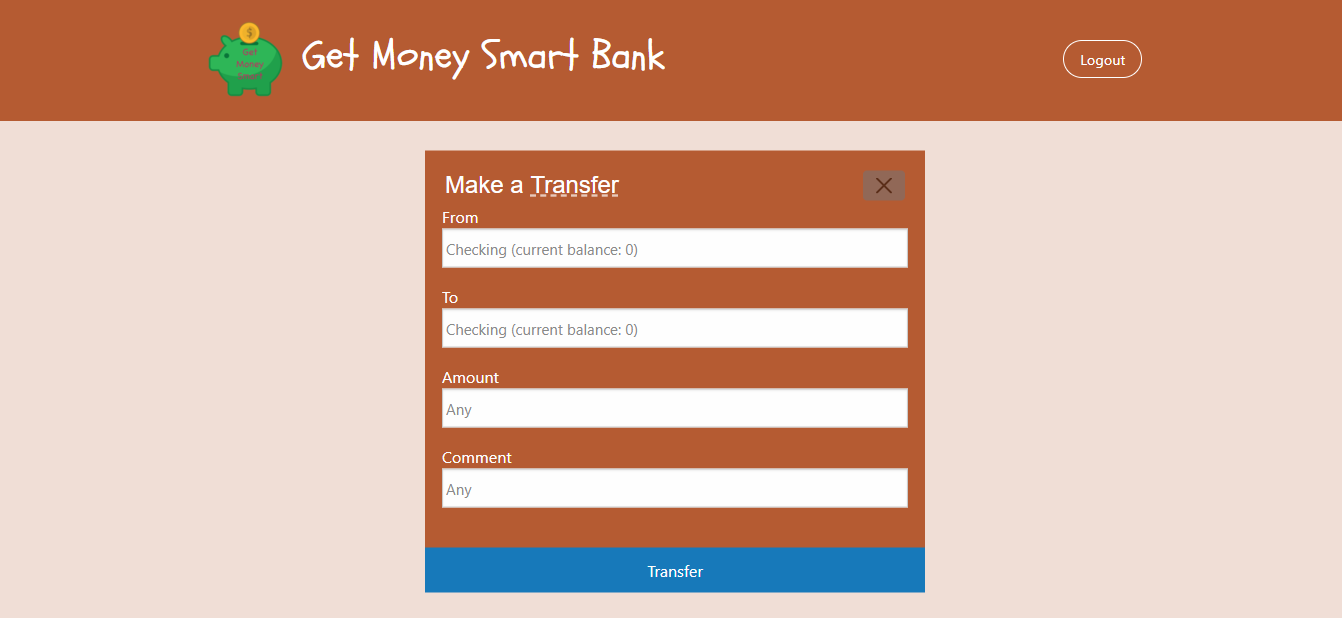 Get
Money
Smart
Get Money Smart Bank
Logout
Make a Transfer
From
Checking (current balance: 0)
To
Checking (current balance: 0)
Amount
Any
Comment
Any
Transfer